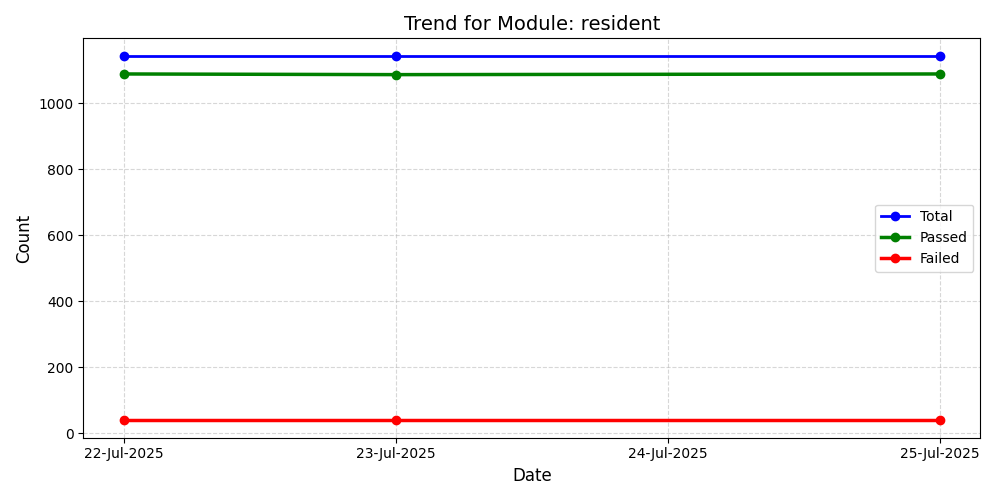 Trend for Module: resident
Count
1000
800
600
400
200
0
Total
Passed
Failed
22-Jul-2025
23-Jul-2025
24-Jul-2025
25-Jul-2025
Date